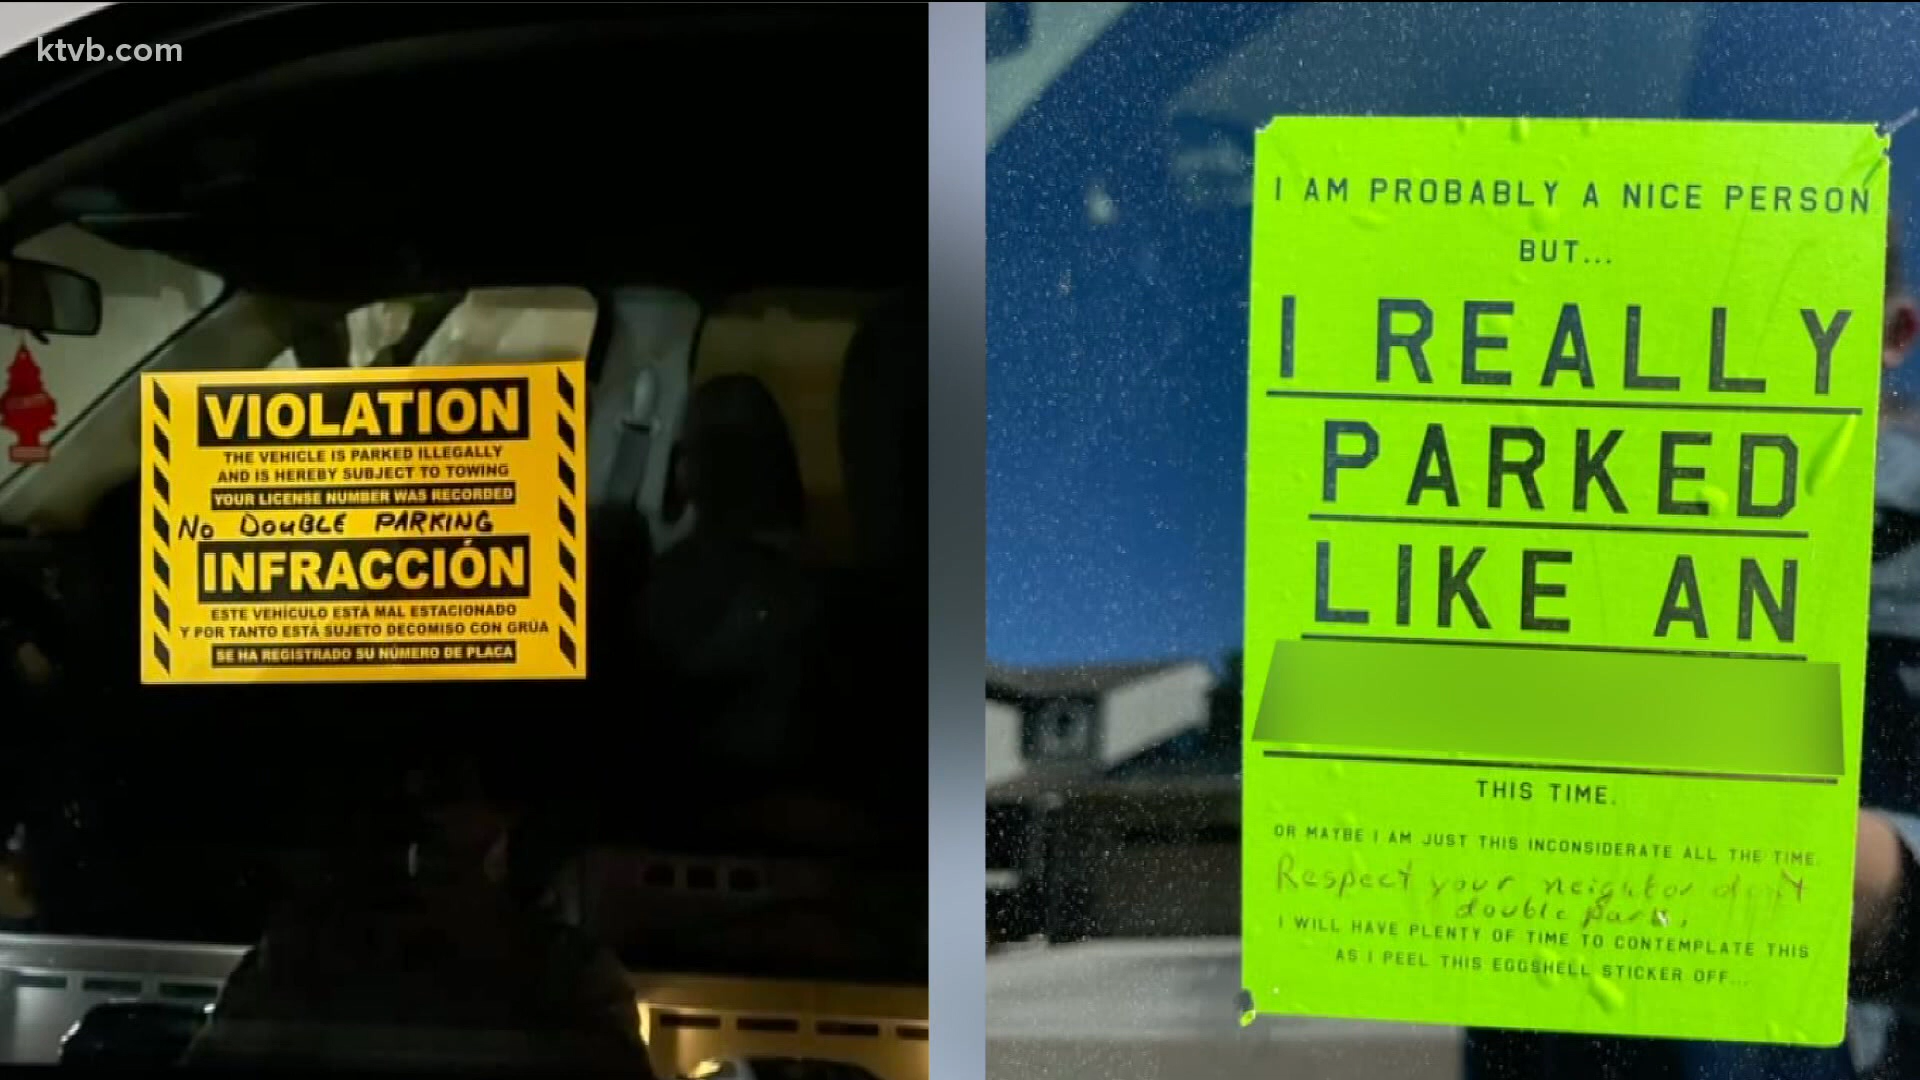 ktvb.com
VIOLATION
THE VEHICLE IS PARKED ILLEGALLY
AND IS HEREBY SUBJECT TO TOWING
YOUR LICENSE NUMBER WAS RECORDED
No DouBLE PARKING
INFRACCIÓN
ESTE VEHÍCULO ESTÁ MAL ESTACIONADO
Y POR TANTO ESTÁ SUJETO DECOMISO CON GRÚA
SE HA REGISTRADO SU NÚMERO DE PLACA
I AM PROBABLY A NICE PERSON
BUT...
I REALLY
PARKED
LIKE AN
THIS TIME.
OR MAYBE I AM JUST THIS INCONSIDERATE ALL THE TIME.
Respect your neighbor don't
double park,
I WILL HAVE PLENTY OF TIME TO CONTEMPLATE THIS
AS I PEEL THIS EGGSHELL STICKER OFF...